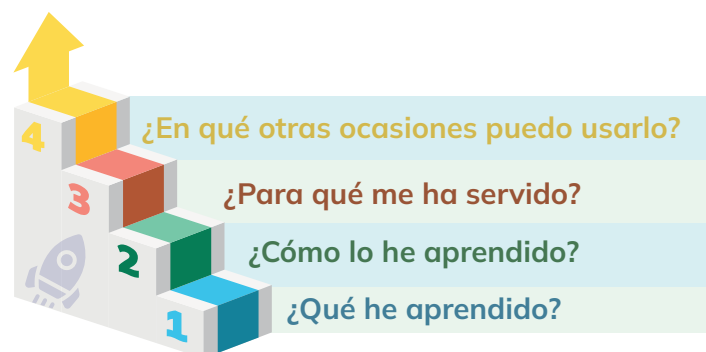 4 ¿En qué otras ocasiones puedo usarlo?
3 ¿Para qué me ha servido?
2 ¿Cómo lo he aprendido?
1 ¿Qué he aprendido?